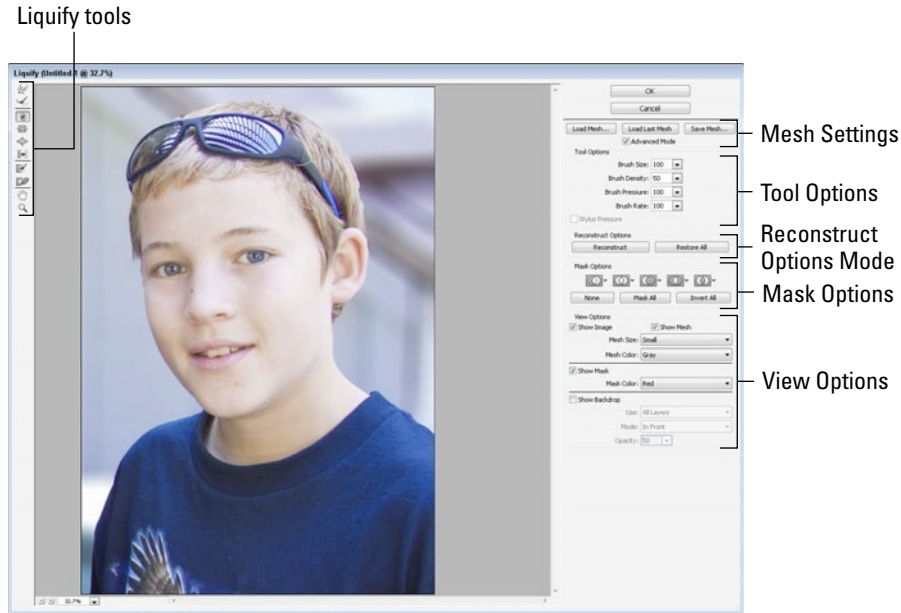 Liquify tools
Liquify (Untitled-1 @ 32.7%)
OK
Cancel
Load Mesh... Load Last Mesh Save Mesh...
Advanced Mode
Mesh Settings
Tool Options
Brush Size: 100
Brush Density: 50
Brush Pressure: 100
Brush Rate: 100
Stylus Pressure
Tool Options
Reconstruct Options
Reconstruct Restore All
Reconstruct
Options Mode
Mask Options
None Mask All Invert All
Mask Options
View Options
Show Image Show Mesh
Mesh Size: Small
Mesh Color: Gray
Show Mask
Mask Color: Red
Show Backdrop
Use: All Layers
Mode: In Front
Opacity: 50
View Options
32.7%